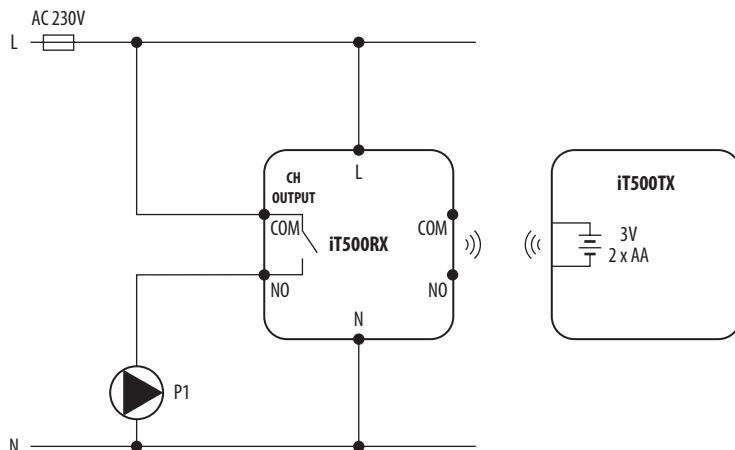 AC 230V
L
CH
OUTPUT
L
iT500TX
COM
iT500RX
COM
3V
2 x AA
NO
NO
N
P1
N